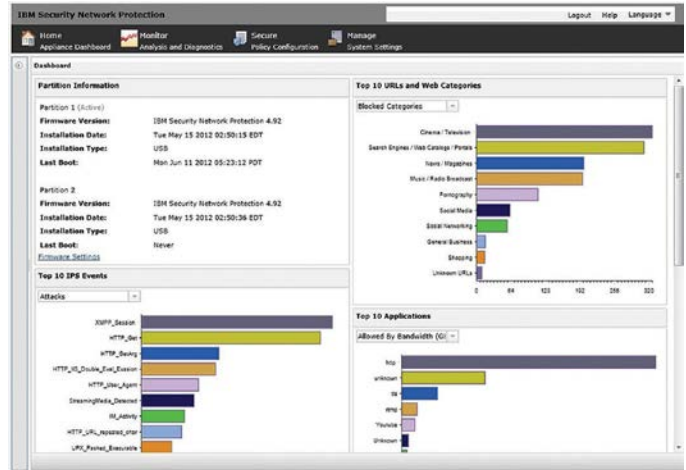 IBM Security Network Protection
Logout Help Language
Home
Appliance Dashboard
Monitor
Analysis and Diagnostics
Secure
Policy Configuration
Manage
System Settings
Dashboard
Partition Information
Partition 1 (Active)
Firmware Version: IBM Security Network Protection 4.92
Installation Date: Tue May 15 2012 02:50:15 EDT
Installation Type: USB
Last Boot: Mon Jun 11 2012 05:23:12 PDT
Partition 2
Firmware Version: IBM Security Network Protection 4.92
Installation Date: Tue May 15 2012 02:50:36 EDT
Installation Type: USB
Last Boot: Never
Firmware Settings
Top 10 URLs and Web Categories
Blocked Categories
Cinema / Television
Search Engines / Web Catalogs / Portals
News / Magazines
Music / Radio Broadcast
Pornography
Social Media
Social Networking
General Business
Shopping
Unknown URLs
0 64 128 192 256 320
Top 10 IPS Events
Attacks
XMPP_Session
HTTP_Get
HTTP_GetArg
HTTP_IIS_Double_Eval_Evasion
HTTP_User_Agent
StreamingMedia_Detected
IM_Activity
HTTP_URL_repeated_char
UPX_Packed_Executable
Top 10 Applications
Allowed By Bandwidth
http
unknown
Youtube
Unknown